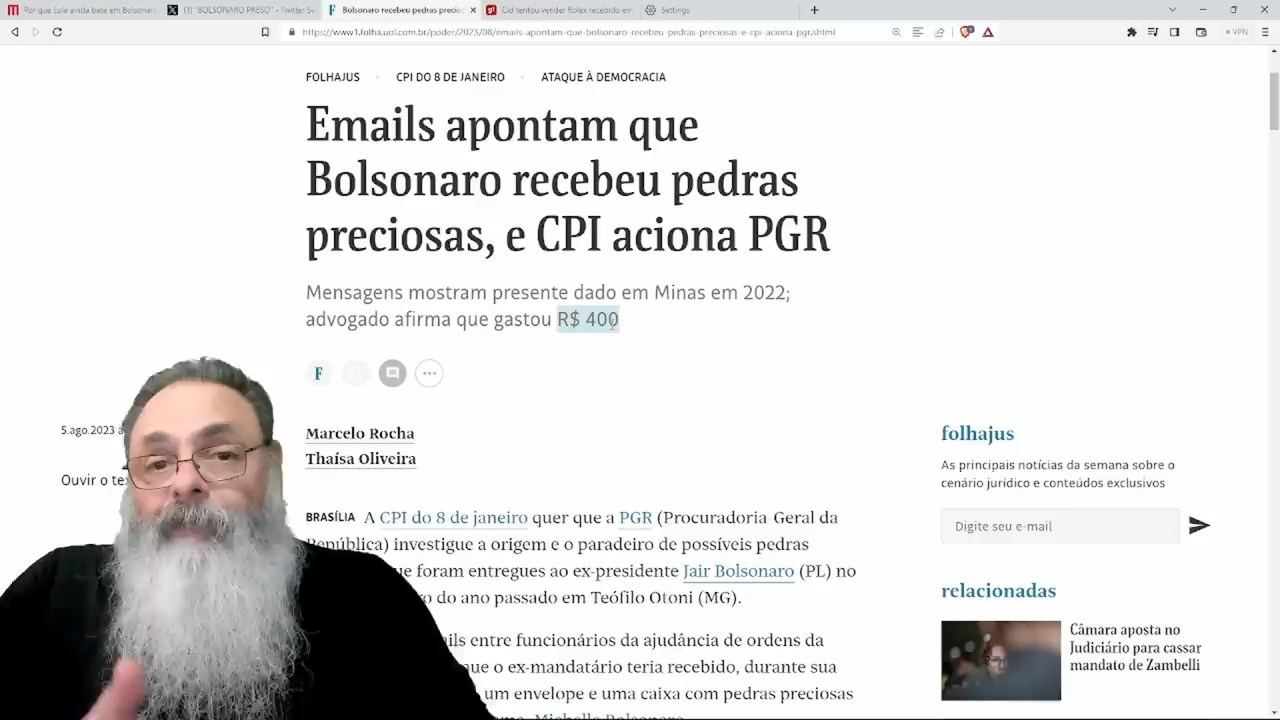 Por que Lula ainda bate em Bolsonaro
(1) "BOLSONARO PRESO" - Twitter Se
Bolsonaro recebeu pedras precios
Cid tentou vender Rolex recebido em
Settings
https://www1.folha.uol.com.br/poder/2023/08/emails-apontam-que-bolsonaro-recebeu-pedras-preciosas-e-cpi-aciona-pgr.shtml
VPN
FOLHAJUS CPI DO 8 DE JANEIRO ATAQUE À DEMOCRACIA
Emails apontam que
Bolsonaro recebeu pedras
preciosas, e CPI aciona PGR
Mensagens mostram presente dado em Minas em 2022;
advogado afirma que gastou R$ 400
F
5.ago.2023
Ouvir o
Marcelo Rocha
Thaísa Oliveira
BRASÍLIA A CPI do 8 de janeiro quer que a PGR (Procuradoria-Geral da
República) investigue a origem e o paradeiro de possíveis pedras
que foram entregues ao ex-presidente Jair Bolsonaro (PL) no
do ano passado em Teófilo Otoni (MG).
entre funcionários da ajudância de ordens da
que o ex-mandatário teria recebido, durante sua
um envelope e uma caixa com pedras preciosas
Michelle Bolsonaro
folhajus
As principais notícias da semana sobre o
cenário jurídico e conteúdos exclusivos
Digite seu e-mail
relacionadas
Câmara aposta no
Judiciário para cassar
mandato de Zambelli